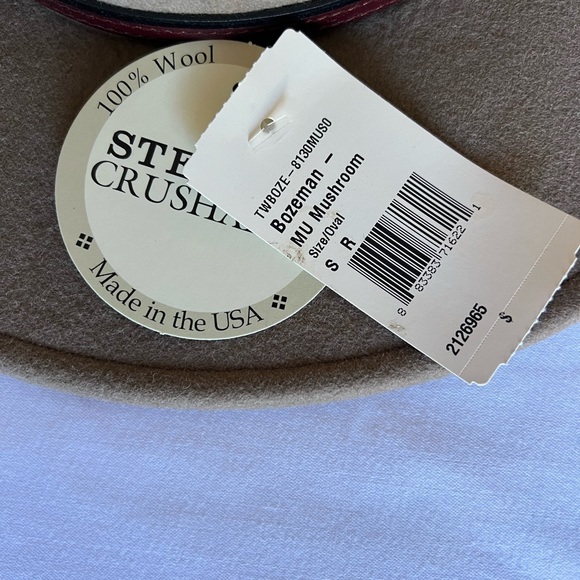 100% Wool
STE
CRUSHA
Made in the USA
TWBOZE-8130MUS0
Bozeman -
MU Mushroom
Size/Oval
S R
8 83383 71622 1
2126965
$